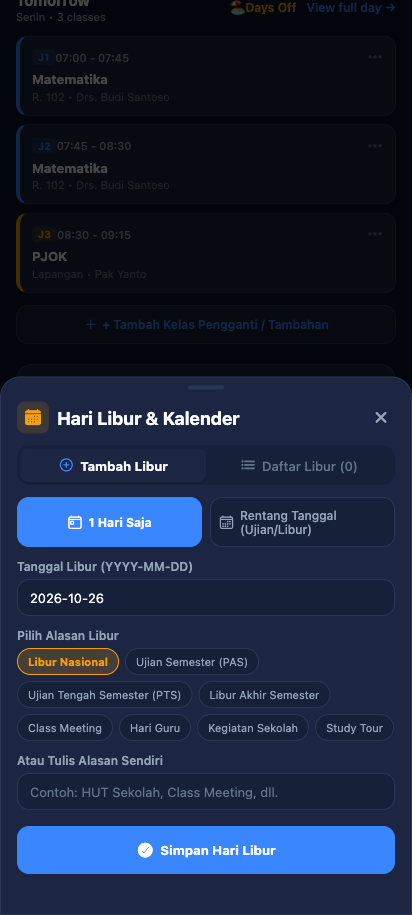 Tomorrow
Senin • 3 classes
🏖️Days Off View full day →
J1 07:00 - 07:45
Matematika
R. 102 • Drs. Budi Santoso
J2 07:45 - 08:30
Matematika
R. 102 • Drs. Budi Santoso
J3 08:30 - 09:15
PJOK
Lapangan • Pak Yanto
+ + Tambah Kelas Pengganti / Tambahan
Hari Libur & Kalender
Tambah Libur
Daftar Libur (0)
1 Hari Saja
Rentang Tanggal
(Ujian/Libur)
Tanggal Libur (YYYY-MM-DD)
2026-10-26
Pilih Alasan Libur
Libur Nasional
Ujian Semester (PAS)
Ujian Tengah Semester (PTS)
Libur Akhir Semester
Class Meeting
Hari Guru
Kegiatan Sekolah
Study Tour
Atau Tulis Alasan Sendiri
Contoh: HUT Sekolah, Class Meeting, dll.
Simpan Hari Libur